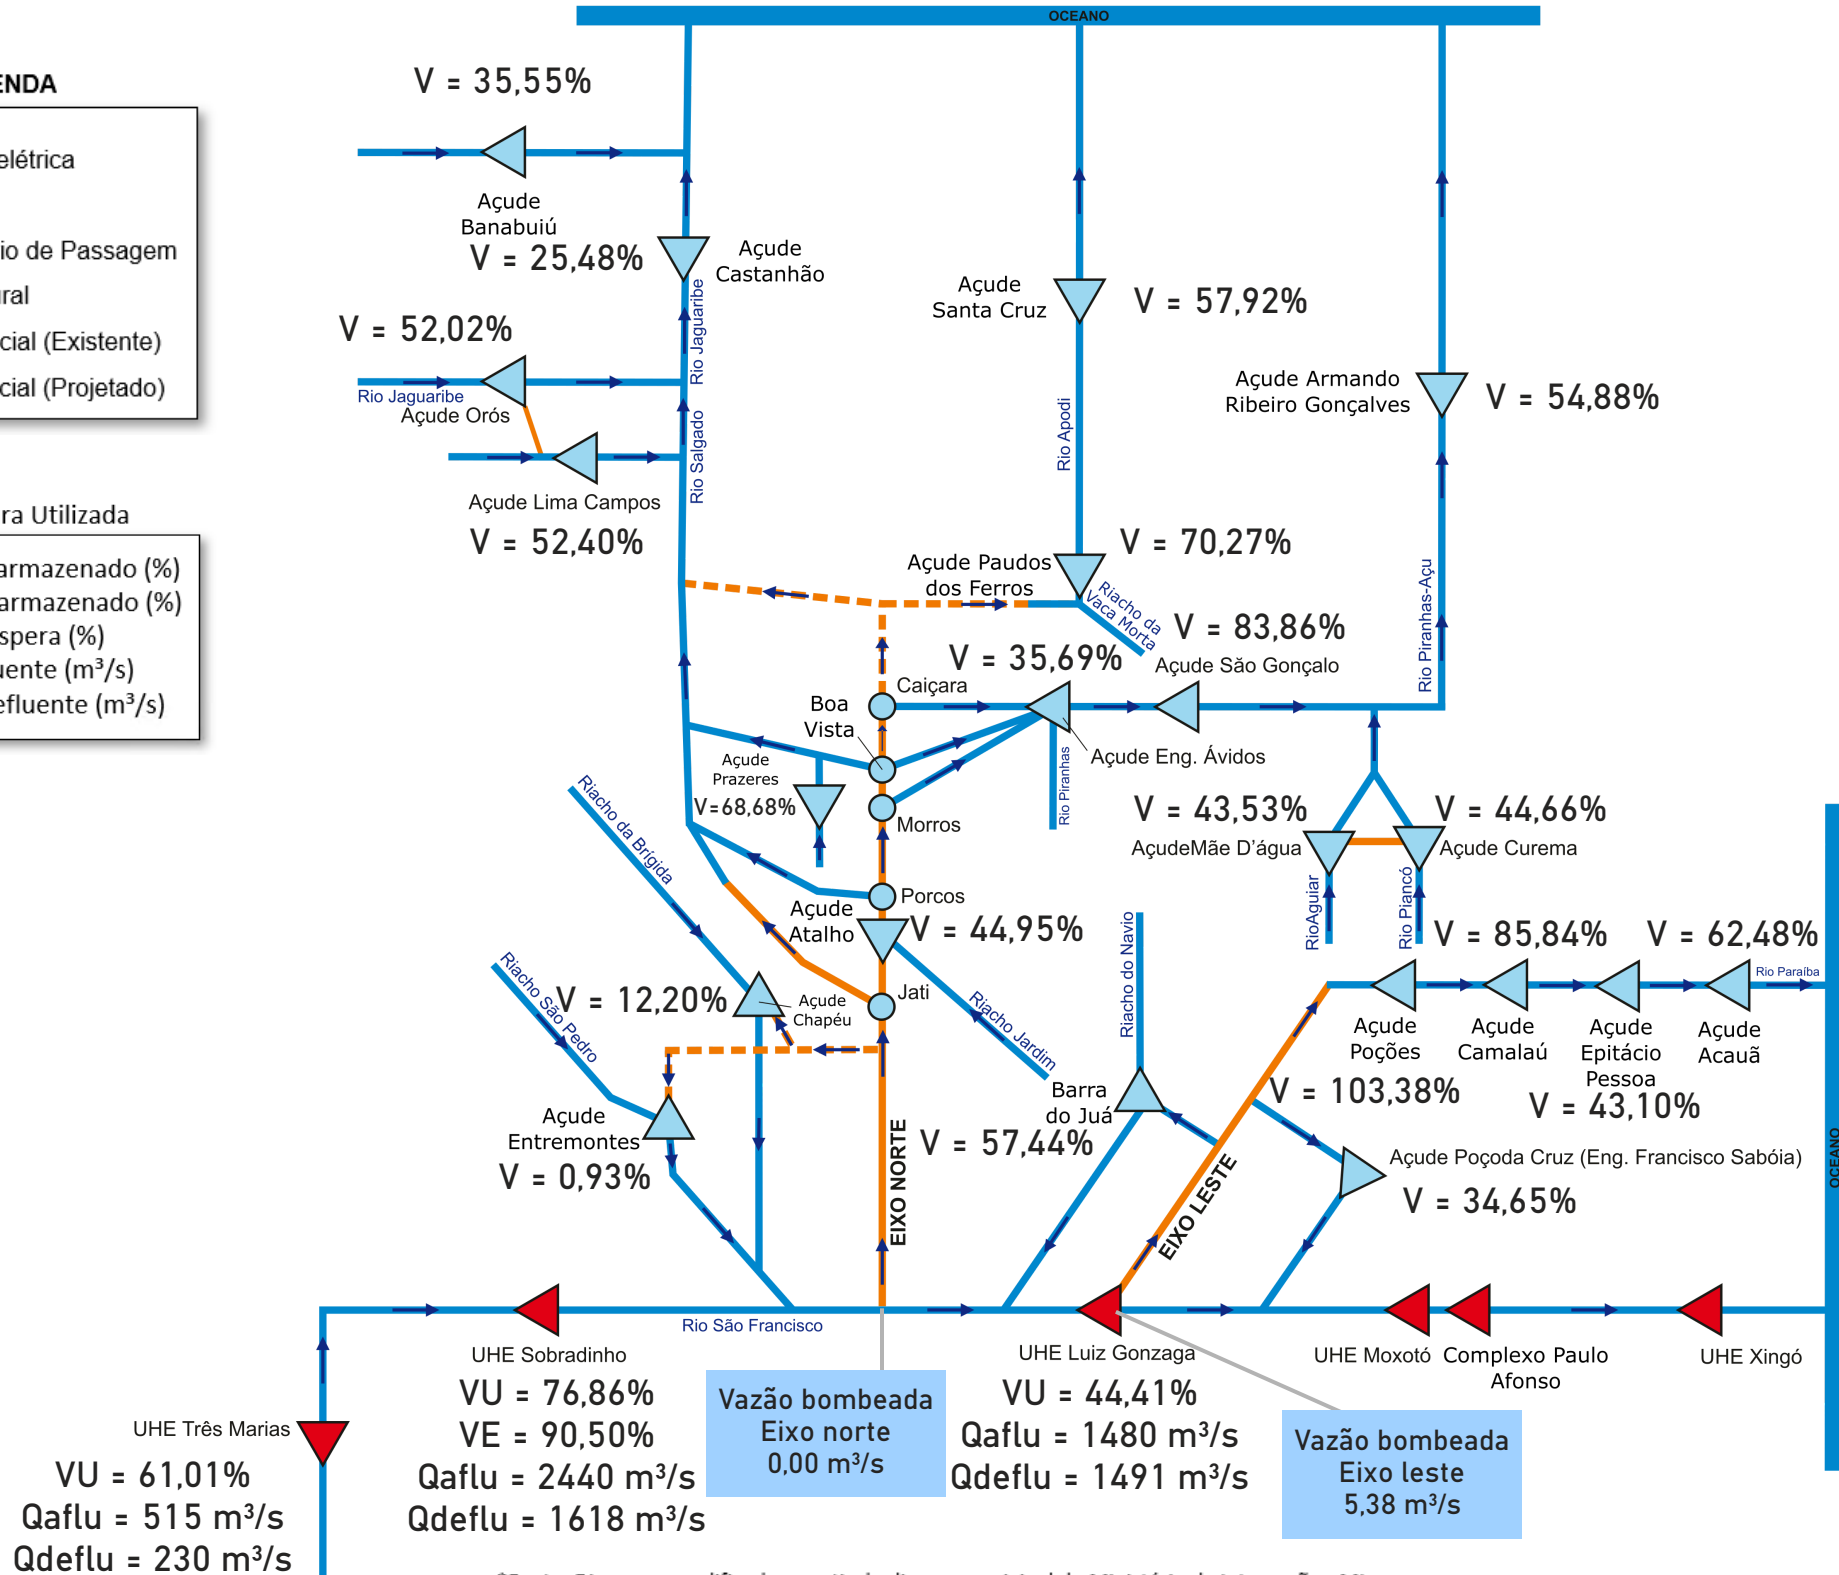 OCEANO
V = 35,55%
ENDA
elétrica
io de Passagem
ral
cial (Existente)
cial (Projetado)
Açude
Banabuiú
V = 25,48%
Açude
Castanhão
Rio Jaguaribe
V = 52,02%
Rio Jaguaribe
Açude Orós
Rio Salgado
Açude Lima Campos
V = 52,40%
Açude
Santa Cruz
V = 57,92%
Rio Apodi
Açude Armando
Ribeiro Gonçalves
V = 54,88%
Rio Piranhas-Açu
ra Utilizada
armazenado (%)
armazenado (%)
spera (%)
uente (m³/s)
efluente (m³/s)
Açude Paudos
dos Ferros
V = 70,27%
Riacho da
Vaca Morta
V = 83,86%
Açude São Gonçalo
V = 35,69%
Caiçara
Boa
Vista
Açude Eng. Ávidos
Rio Piranhas
Açude
Prazeres
V=68,68%
Morros
V = 43,53%
AçudeMãe D'água
V = 44,66%
Açude Curema
RioAguiar
Rio Piancó
Riacho da Brígida
Porcos
Açude
Atalho
V = 44,95%
Jati
Riacho Jardim
Riacho São Pedro
V = 12,20%
Açude
Chapéu
Riacho do Navio
V = 85,84%
V = 62,48%
Rio Paraíba
Açude
Poções
Açude
Camalaú
Açude
Epitácio
Pessoa
Açude
Acauã
V = 103,38%
V = 43,10%
Barra
do Juá
V = 57,44%
Açude
Entremontes
V = 0,93%
EIXO NORTE
EIXO LESTE
Açude Poçoda Cruz (Eng. Francisco Sabóia)
V = 34,65%
OCEANO
Rio São Francisco
UHE Sobradinho
VU = 76,86%
VE = 90,50%
Qaflu = 2440 m³/s
Qdeflu = 1618 m³/s
Vazão bombeada
Eixo norte
0,00 m³/s
UHE Luiz Gonzaga
VU = 44,41%
Qaflu = 1480 m³/s
Qdeflu = 1491 m³/s
Vazão bombeada
Eixo leste
5,38 m³/s
UHE Moxotó
Complexo Paulo
Afonso
UHE Xingó
UHE Três Marias
VU = 61,01%
Qaflu = 515 m³/s
Qdeflu = 230 m³/s